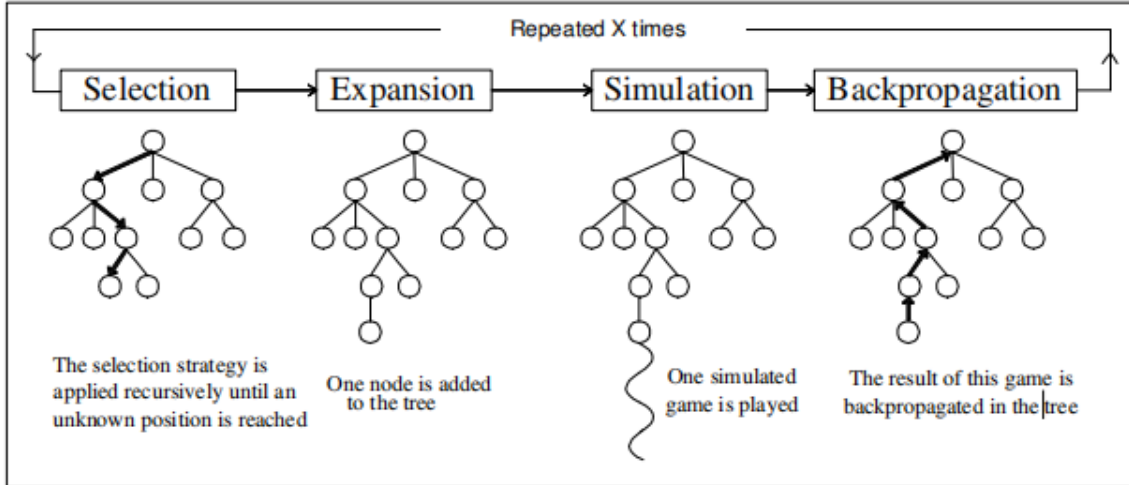 Repeated X times
Selection
Expansion
Simulation
Backpropagation
The selection strategy is
applied recursively until an
unknown position is reached
One node is added
to the tree
One simulated
game is played
The result of this game is
backpropagated in the tree